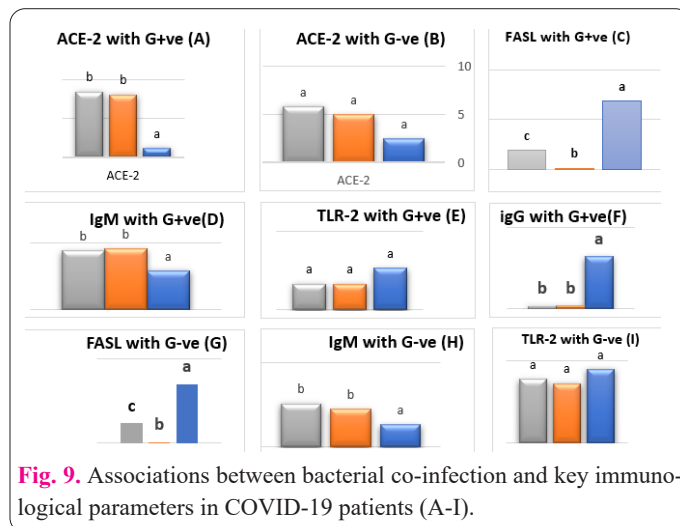 ACE-2 with G+ve (A)
b b a
ACE-2
ACE-2 with G-ve (B)
10
5
0
a a a
ACE-2
FASL with G+ve (C)
c b a
IgM with G+ve(D)
b b a
TLR-2 with G+ve (E)
a a a
igG with G+ve(F)
b b a
FASL with G-ve (G)
c b a
IgM with G-ve (H)
b b a
TLR-2 with G-ve (I)
a a a
Fig. 9. Associations between bacterial co-infection and key immuno-
logical parameters in COVID-19 patients (A-I).